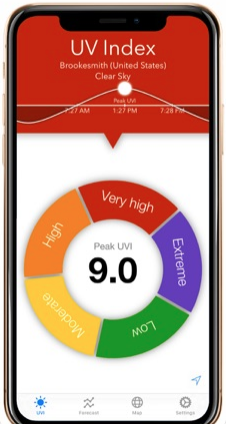 UV Index
Brookesmith (United States)
Clear Sky
Peak UVI
7:27 AM 1:27 PM 7:28 PM
Very high
High
Extreme
Peak UVI
9.0
Moderate
Low
UVI Forecast Map Settings